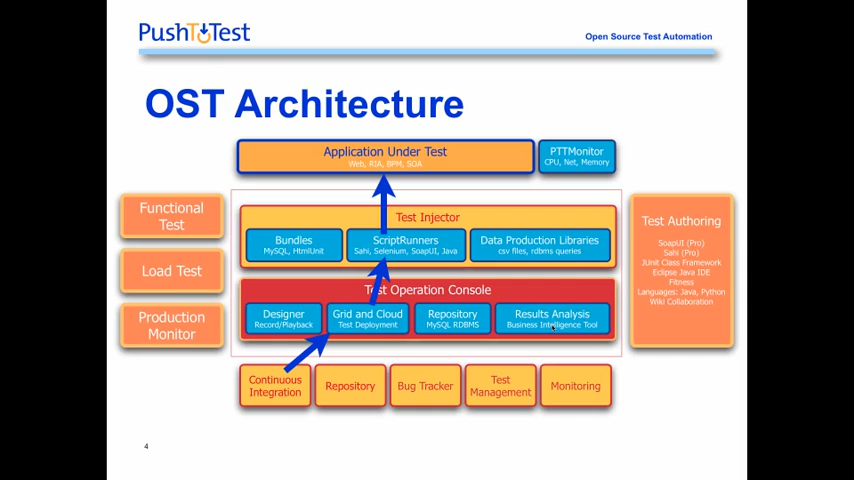 PushToTest
Open Source Test Automation
OST Architecture
Application Under Test
Web, RIA, BPM, SOA
PTTMonitor
CPU, Net, Memory
Functional
Test
Load Test
Production
Monitor
Test Injector
Bundles
MySQL, HtmlUnit
ScriptRunners
Sahi, Selenium, SoapUI, Java
Data Production Libraries
csv files, rdbms queries
Test Operation Console
Designer
Record/Playback
Grid and Cloud
Test Deployment
Repository
MySQL RDBMS
Results Analysis
Business Intelligence Tool
Test Authoring
SoapUI (Pro)
Sahi (Pro)
JUnit Class Framework
Eclipse Java IDE
Fitness
Languages: Java, Python
Wiki Collaboration
Continuous
Integration
Repository
Bug Tracker
Test
Management
Monitoring
4